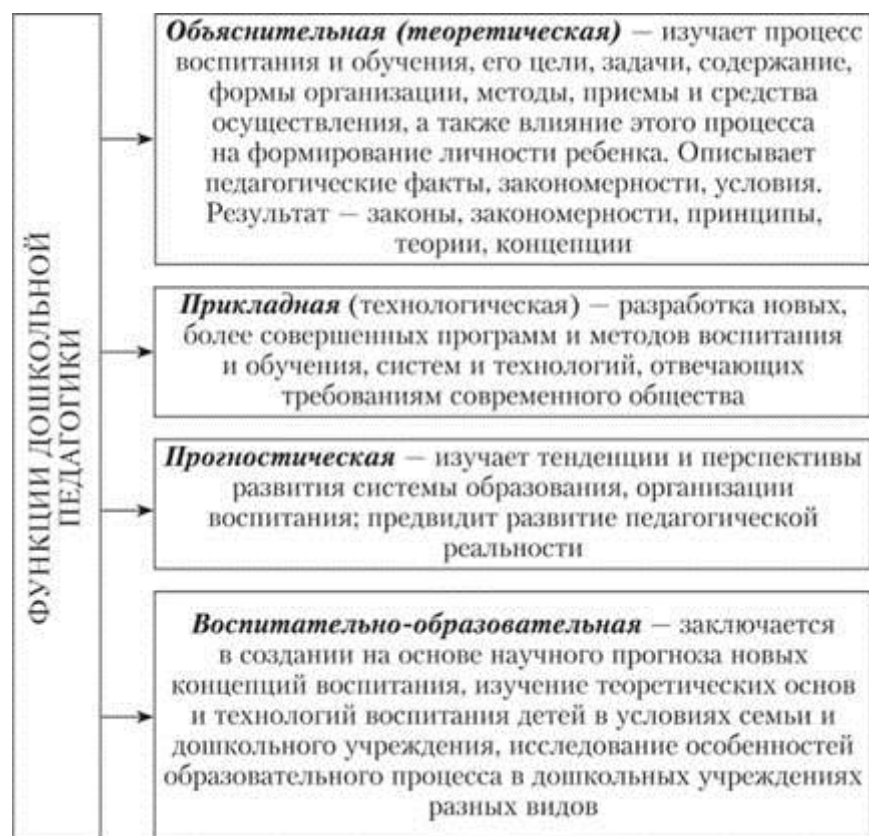 ФУНКЦИИ ДОШКОЛЬНОЙ
ПЕДАГОГИКИ
Объяснительная (теоретическая) — изучает процесс
воспитания и обучения, его цели, задачи, содержание,
формы организации, методы, приемы и средства
осуществления, а также влияние этого процесса
на формирование личности ребенка. Описывает
педагогические факты, закономерности, условия.
Результат — законы, закономерности, принципы,
теории, концепции
Прикладная (технологическая) — разработка новых,
более совершенных программ и методов воспитания
и обучения, систем и технологий, отвечающих
требованиям современного общества
Прогностическая — изучает тенденции и перспективы
развития системы образования, организации
воспитания; предвидит развитие педагогической
реальности
Воспитательно-образовательная — заключается
в создании на основе научного прогноза новых
концепций воспитания, изучение теоретических основ
и технологий воспитания детей в условиях семьи и
дошкольного учреждения, исследование особенностей
образовательного процесса в дошкольных учреждениях
разных видов